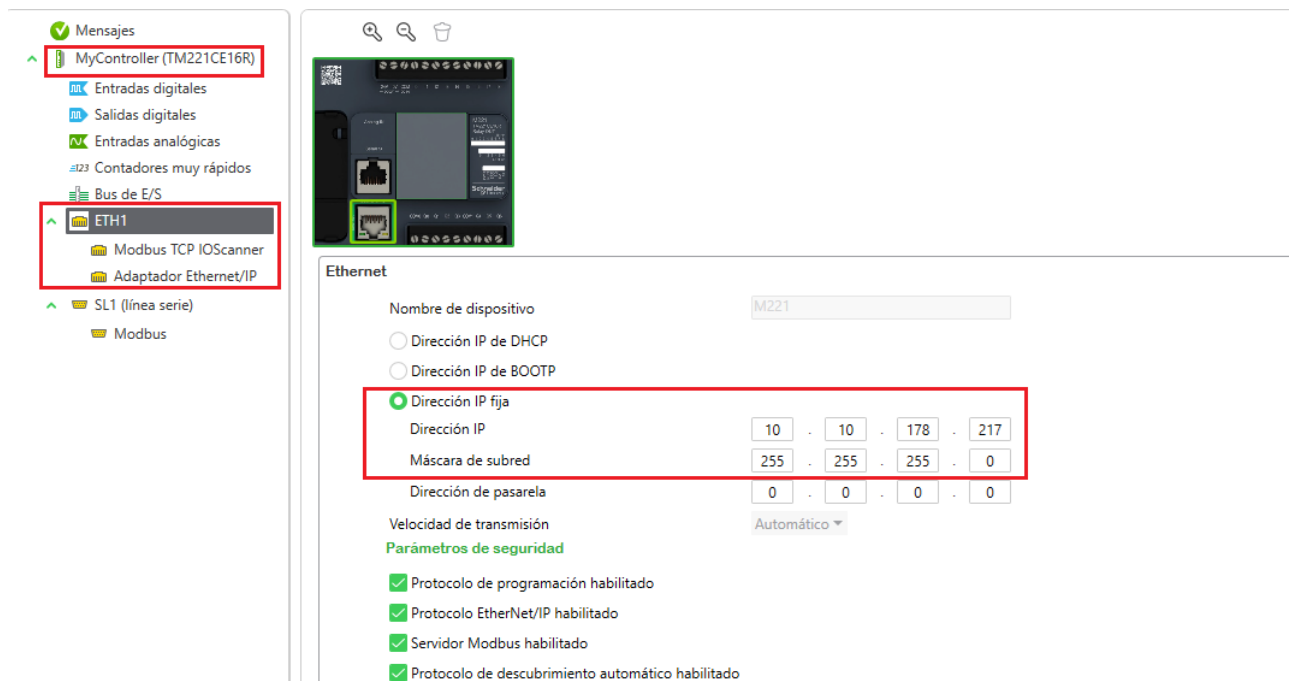 Mensajes
MyController (TM221CE16R)
Entradas digitales
Salidas digitales
Entradas analógicas
Contadores muy rápidos
Bus de E/S
ETH1
Modbus TCP IOScanner
Adaptador Ethernet/IP
SL1 (línea serie)
Modbus
M221
Schneider
Ethernet
Nombre de dispositivo M221
Dirección IP de DHCP
Dirección IP de BOOTP
Dirección IP fija
Dirección IP 10 . 10 . 178 . 217
Máscara de subred 255 . 255 . 255 . 0
Dirección de pasarela 0 . 0 . 0 . 0
Velocidad de transmisión Automático
Parámetros de seguridad
Protocolo de programación habilitado
Protocolo EtherNet/IP habilitado
Servidor Modbus habilitado
Protocolo de descubrimiento automático habilitado